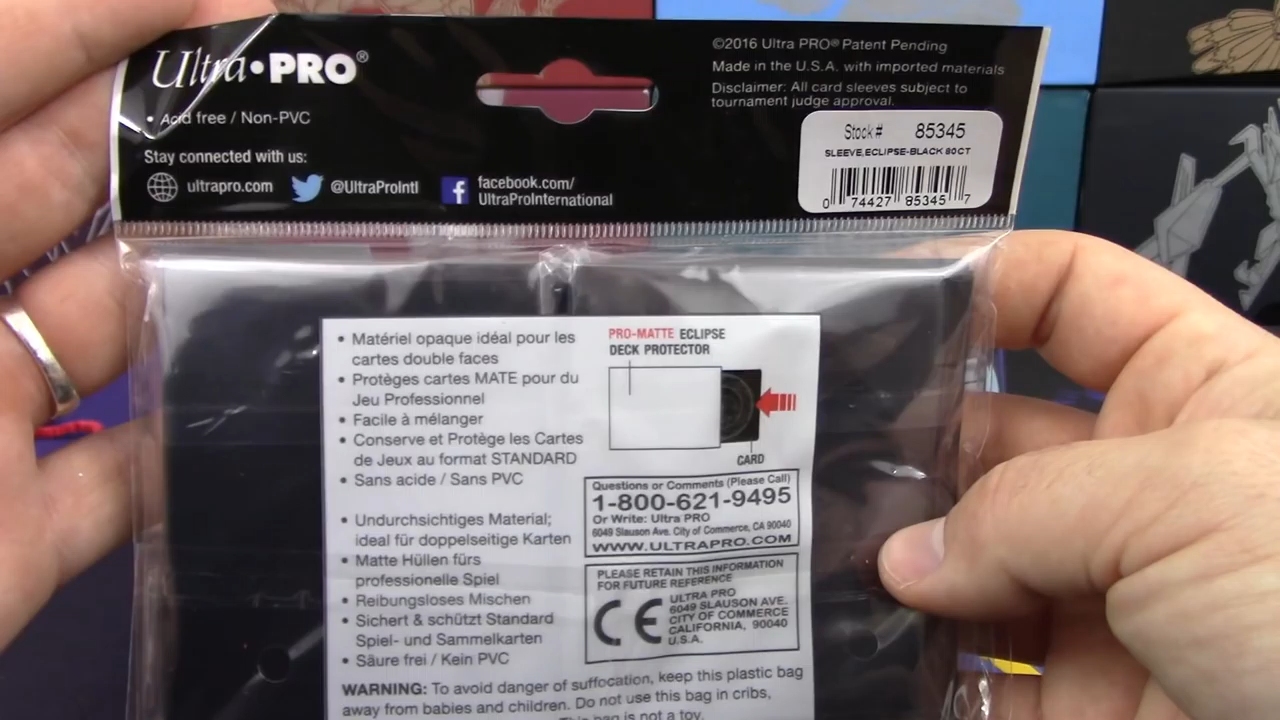 Ultra•PRO®
• Acid free / Non-PVC
Stay connected with us:
ultrapro.com
@UltraProIntl
facebook.com/
UltraProInternational
©2016 Ultra PRO® Patent Pending
Made in the U.S.A. with imported materials
Disclaimer: All card sleeves subject to
tournament judge approval.
Stock# 85345
SLEEVE,ECLIPSE-BLACK 80CT
0 74427 85345 7
• Matériel opaque idéal pour les
cartes double faces
• Protèges cartes MATE pour du
Jeu Professionnel
• Facile à mélanger
• Conserve et Protège les Cartes
de Jeux au format STANDARD
• Sans acide / Sans PVC
• Undurchsichtiges Material;
ideal für doppelseitige Karten
• Matte Hüllen fürs
professionelle Spiel
• Reibungsloses Mischen
• Sichert & schützt Standard
Spiel- und Sammelkarten
• Säure frei / Kein PVC
PRO-MATTE ECLIPSE
DECK PROTECTOR
CARD
Questions or Comments (Please Call)
1-800-621-9495
Or Write: Ultra PRO
6049 Slauson Ave. City of Commerce, CA 90040
WWW.ULTRAPRO.COM
PLEASE RETAIN THIS INFORMATION
FOR FUTURE REFERENCE
CE
ULTRA PRO
6049 SLAUSON AVE.
CITY OF COMMERCE
CALIFORNIA, 90040
U.S.A.
WARNING: To avoid danger of suffocation, keep this plastic bag
away from babies and children. Do not use this bag in cribs,
This bag is not a toy.